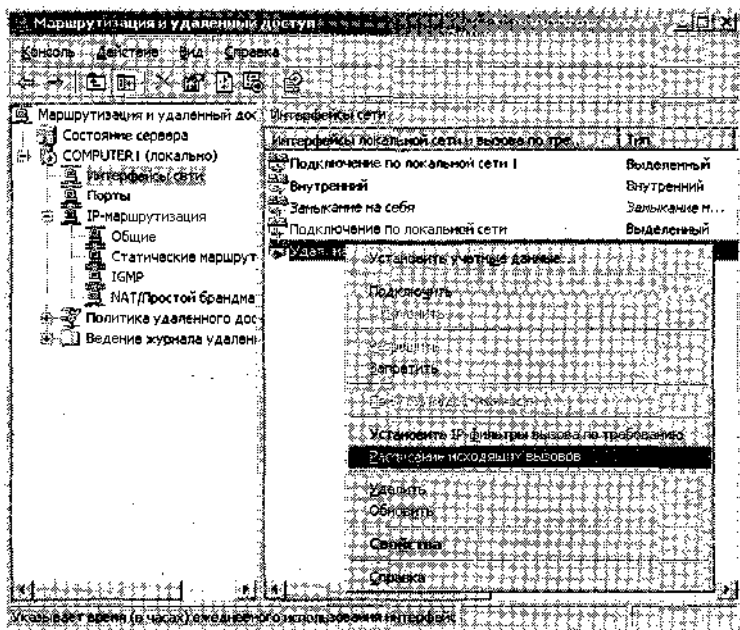 Маршрутизация и удаленный доступ
Консоль Действие Вид Справка
Маршрутизация и удаленный дос
Состояние сервера
COMPUTER1 (локально)
Интерфейсы сети
Порты
IP-маршрутизация
Общие
Статические маршрут
IGMP
NAT/Простой брандма
Политика удаленного дос
Ведение журнала удален
Интерфейсы сети
Интерфейсы локальной сети и вызова по тре... Тип
Подключение по локальной сети 1 Выделенный
Внутренний Внутренний
Замыкание на себя Замыкание н...
Подключение по локальной сети Выделенный
Установить учетные данные...
Подключить
Запретить
Установить IP-фильтры вызова по требованию
Расписание исходящих вызовов
Удалить
Обновить
Свойства
Справка
Указывает время (в часах) ежедневного использования интерфейс